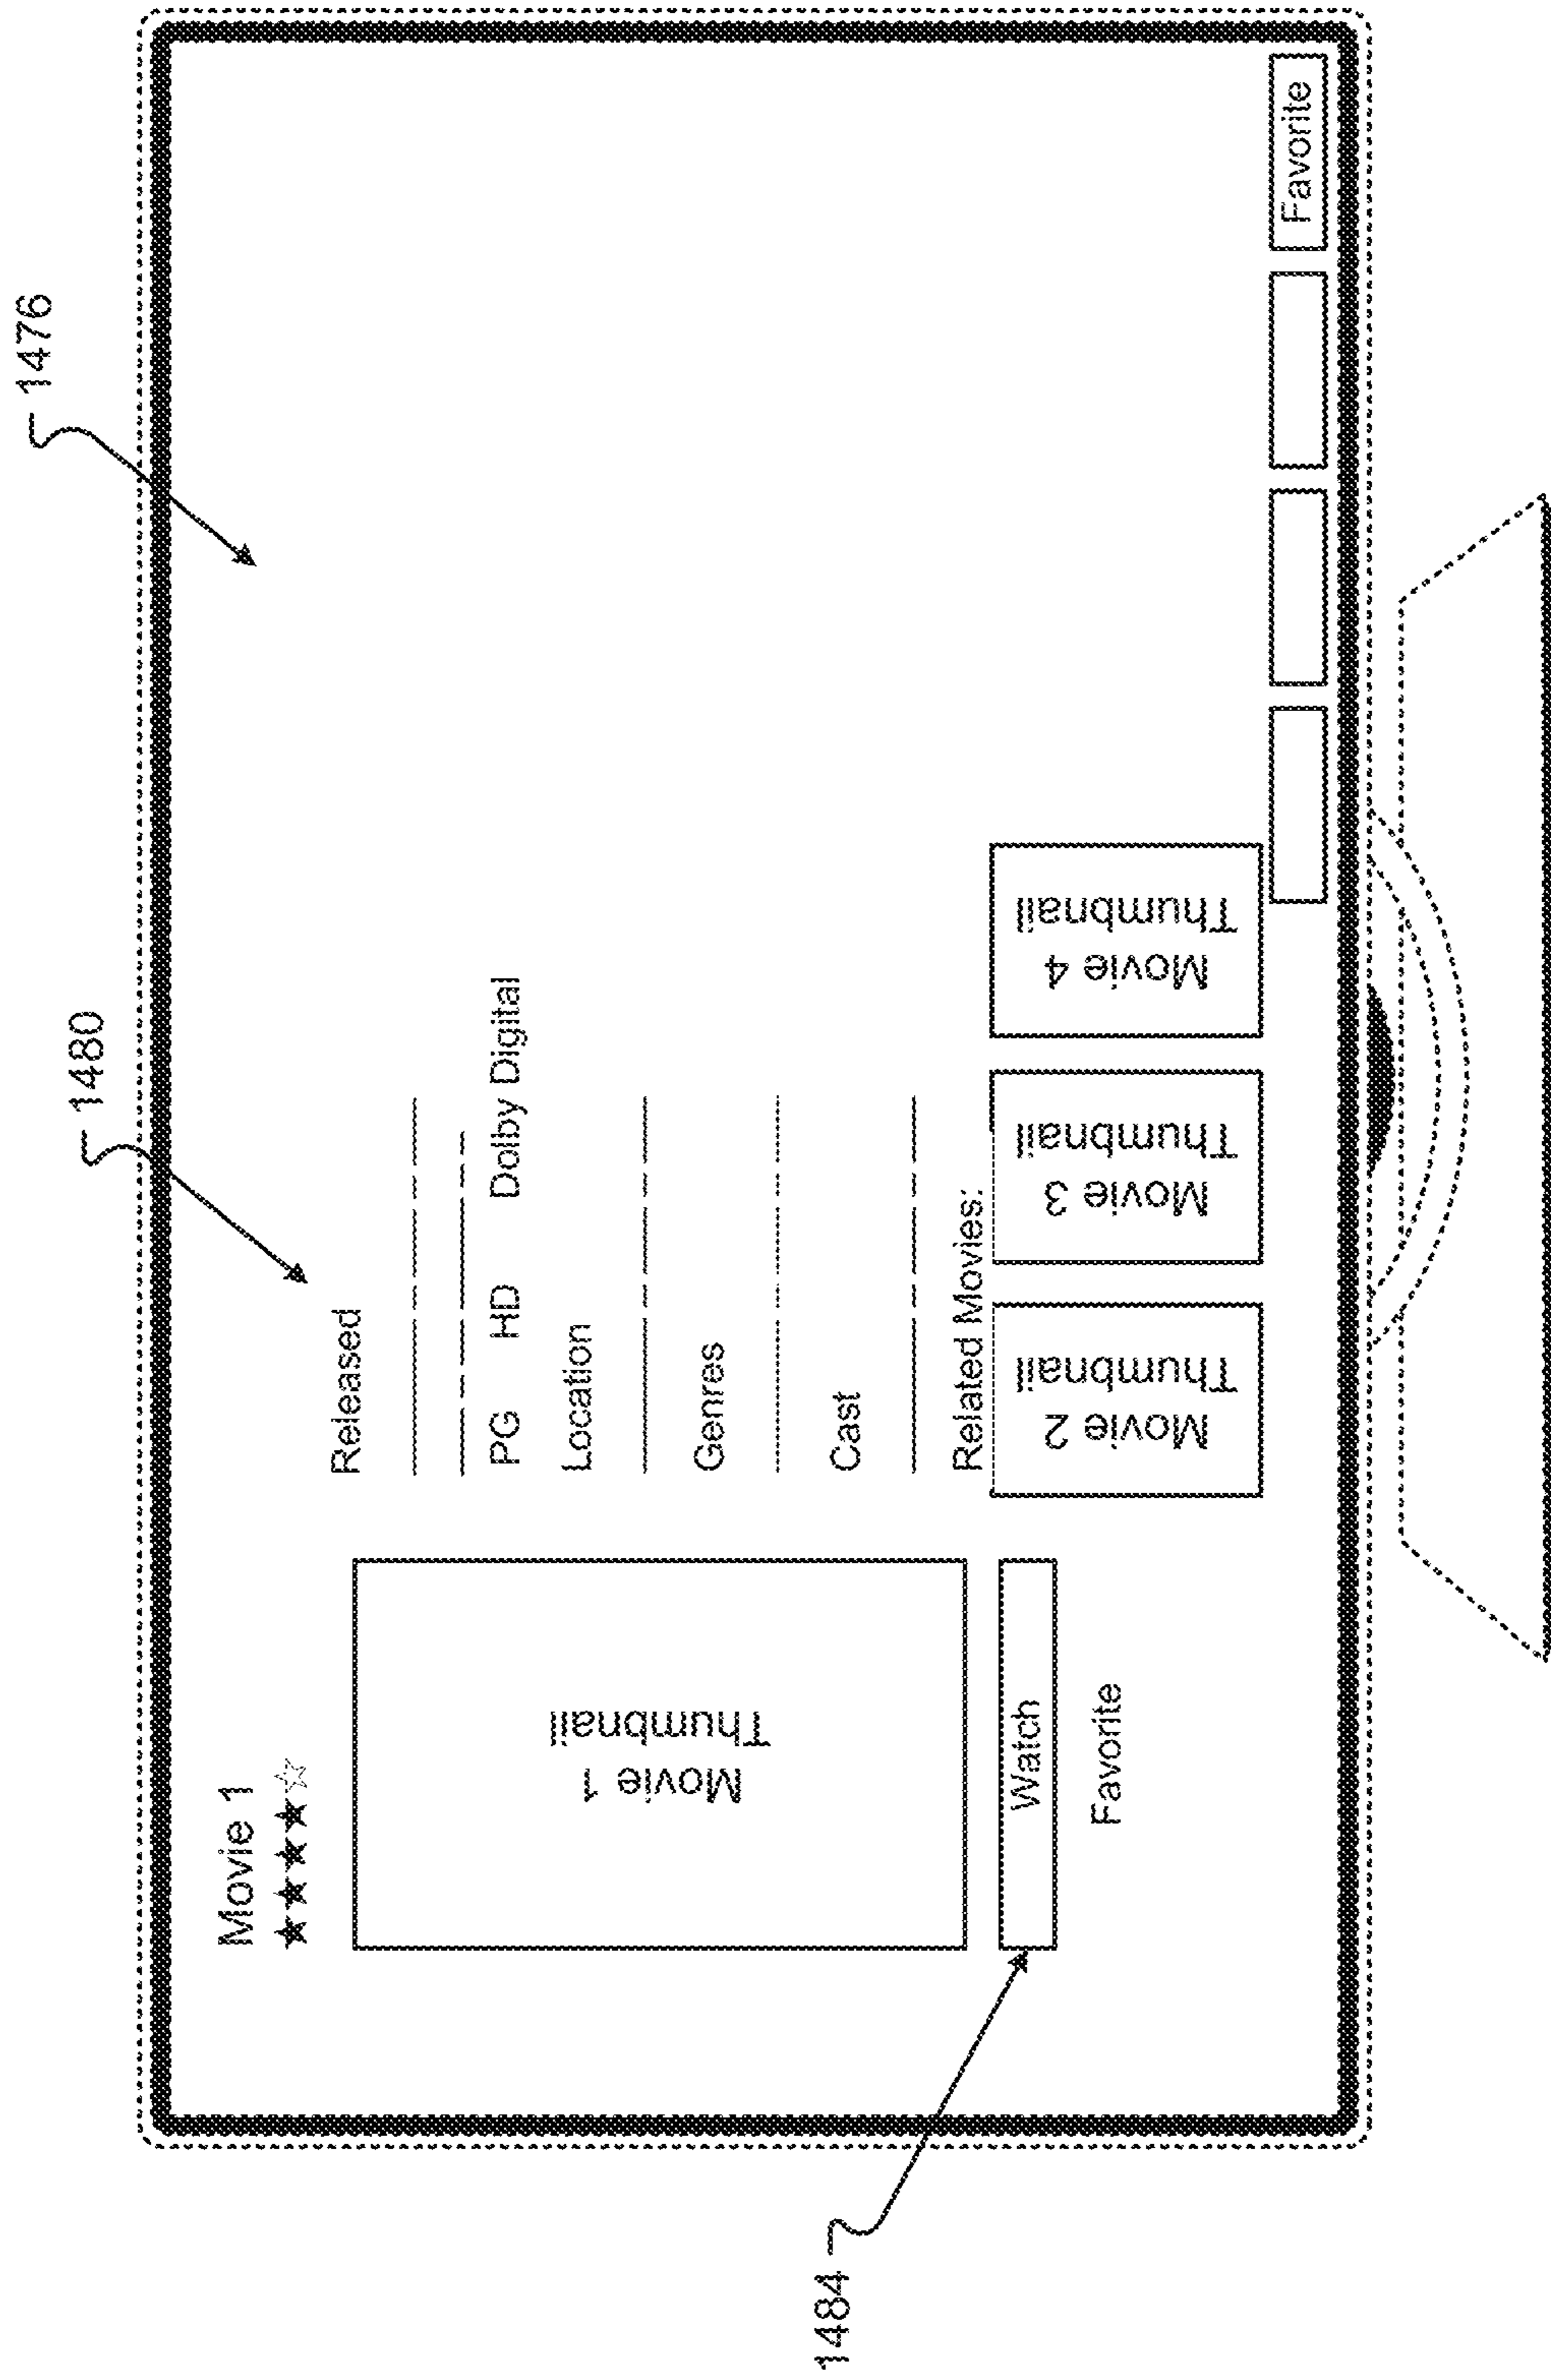 1476
1480
Movie 1
Released
PG HD Dolby Digital
Location
Genres
Cast
Related Movies:
Movie 1
Thumbnail
Movie 2
Thumbnail
Movie 3
Thumbnail
Movie 4
Thumbnail
Watch
Favorite
Favorite
1484